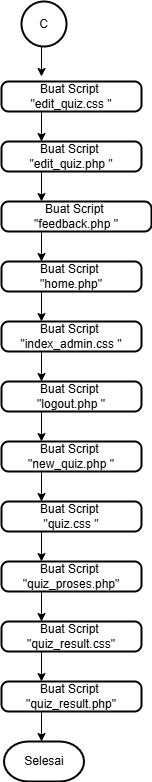 C
Buat Script
"edit_quiz.css "
Buat Script
"edit_quiz.php "
Buat Script
"feedback.php "
Buat Script
"home.php"
Buat Script
"index_admin.css "
Buat Script
"logout.php "
Buat Script
"new_quiz.php "
Buat Script
"quiz.css "
Buat Script
"quiz_proses.php"
Buat Script
"quiz_result.css"
Buat Script
"quiz_result.php"
Selesai